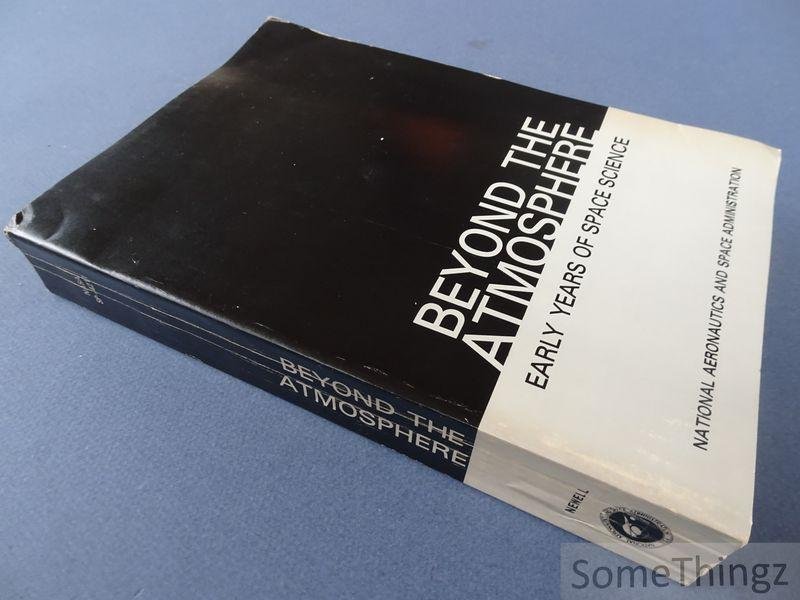 BEYOND THE
ATMOSPHERE
EARLY YEARS OF SPACE SCIENCE
NATIONAL AERONAUTICS AND SPACE ADMINISTRATION
BEYOND THE
ATMOSPHERE
NEWELL
SomeThingz